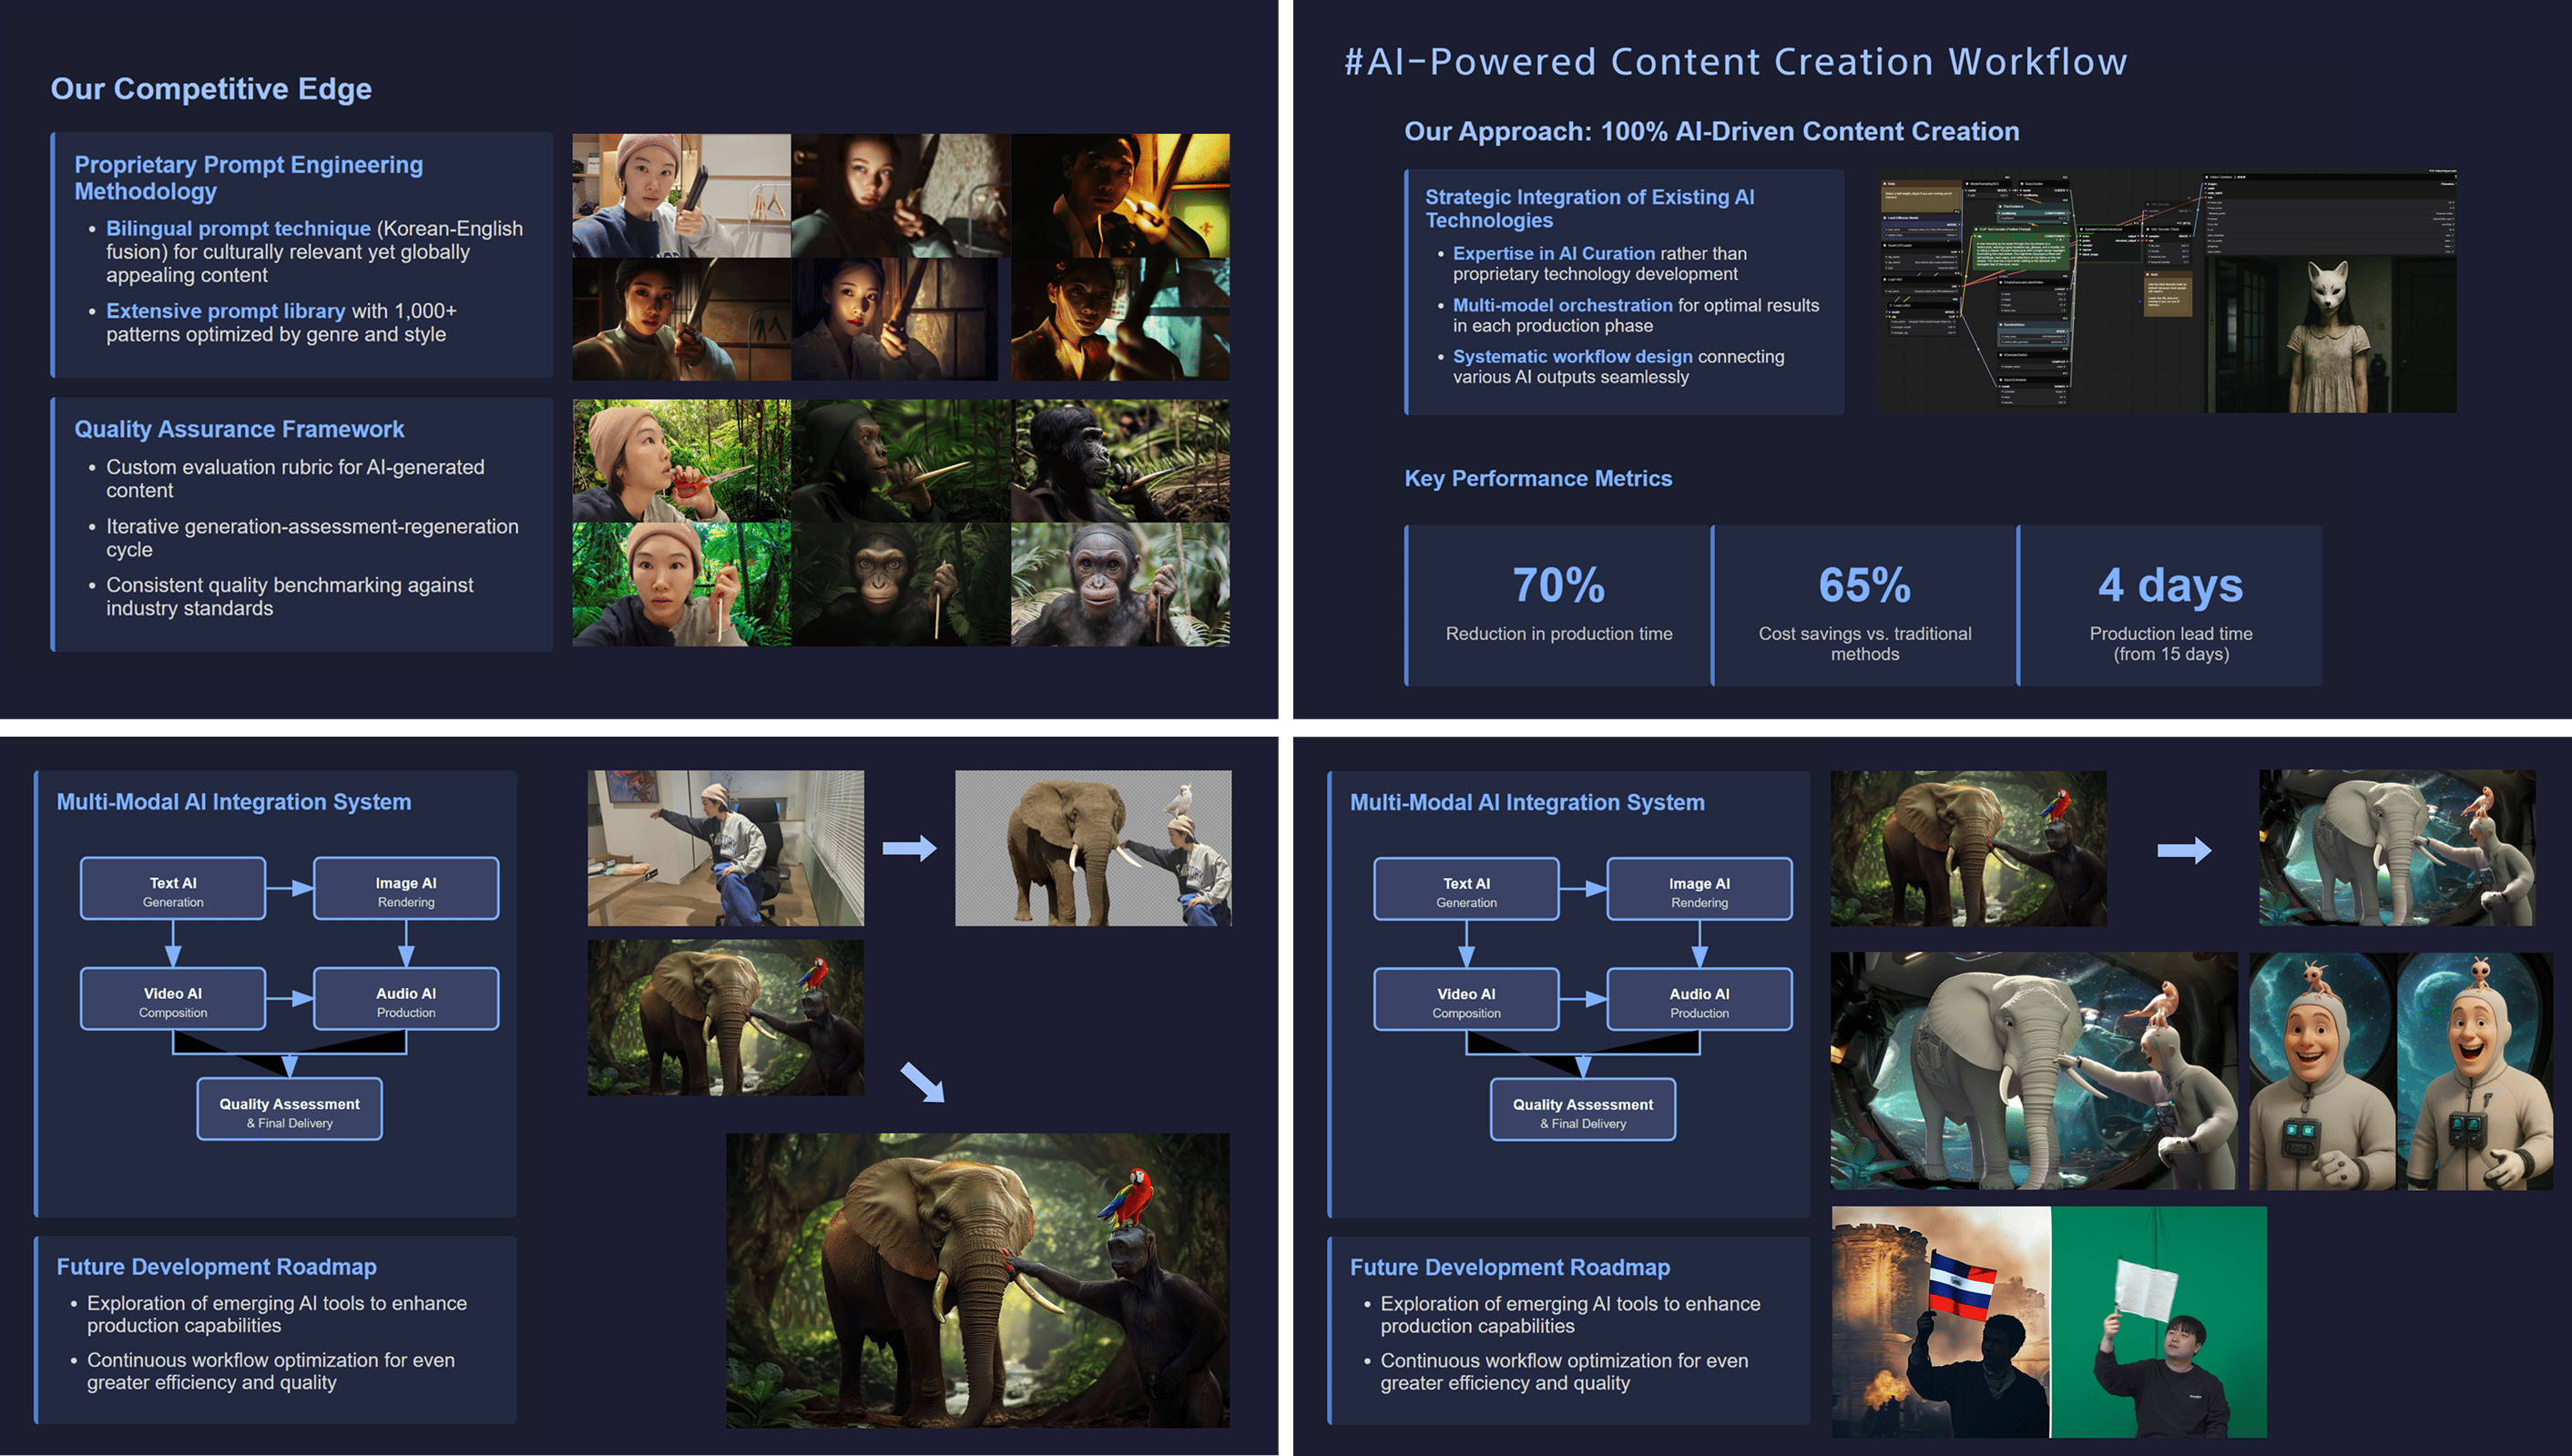 Our Competitive Edge
Proprietary Prompt Engineering
Methodology
• Bilingual prompt technique (Korean-English
fusion) for culturally relevant yet globally
appealing content
• Extensive prompt library with 1,000+
patterns optimized by genre and style
Quality Assurance Framework
• Custom evaluation rubric for AI-generated
content
• Iterative generation-assessment-regeneration
cycle
• Consistent quality benchmarking against
industry standards
#AI-Powered Content Creation Workflow
Our Approach: 100% AI-Driven Content Creation
Strategic Integration of Existing AI
Technologies
• Expertise in AI Curation rather than
proprietary technology development
• Multi-model orchestration for optimal results
in each production phase
• Systematic workflow design connecting
various AI outputs seamlessly
Key Performance Metrics
70%
Reduction in production time
65%
Cost savings vs. traditional
methods
4 days
Production lead time
(from 15 days)
Multi-Modal AI Integration System
Text AI
Generation
Image AI
Rendering
Video AI
Composition
Audio AI
Production
Quality Assessment
& Final Delivery
Future Development Roadmap
• Exploration of emerging AI tools to enhance
production capabilities
• Continuous workflow optimization for even
greater efficiency and quality
Multi-Modal AI Integration System
Text AI
Generation
Image AI
Rendering
Video AI
Composition
Audio AI
Production
Quality Assessment
& Final Delivery
Future Development Roadmap
• Exploration of emerging AI tools to enhance
production capabilities
• Continuous workflow optimization for even
greater efficiency and quality